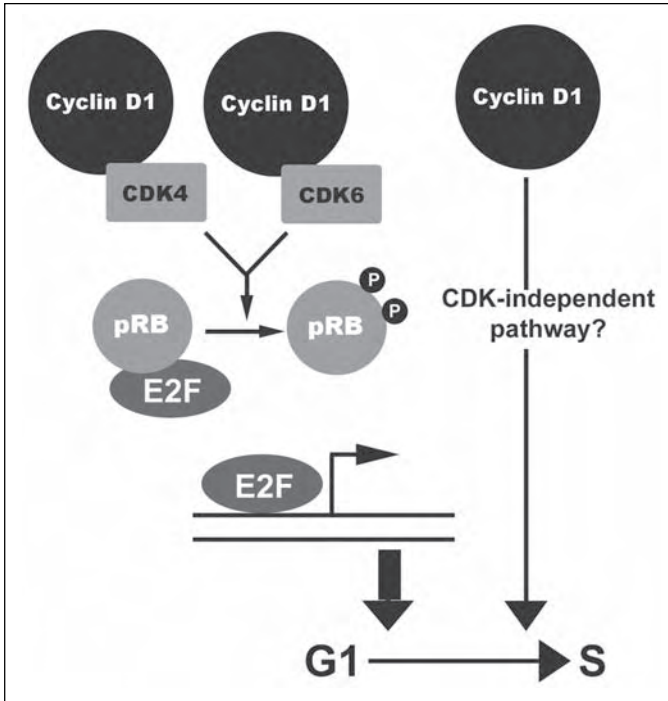 Cyclin D1
Cyclin D1
Cyclin D1
CDK4
CDK6
P
P
pRB
pRB
E2F
CDK-independent
pathway?
E2F
G1
S